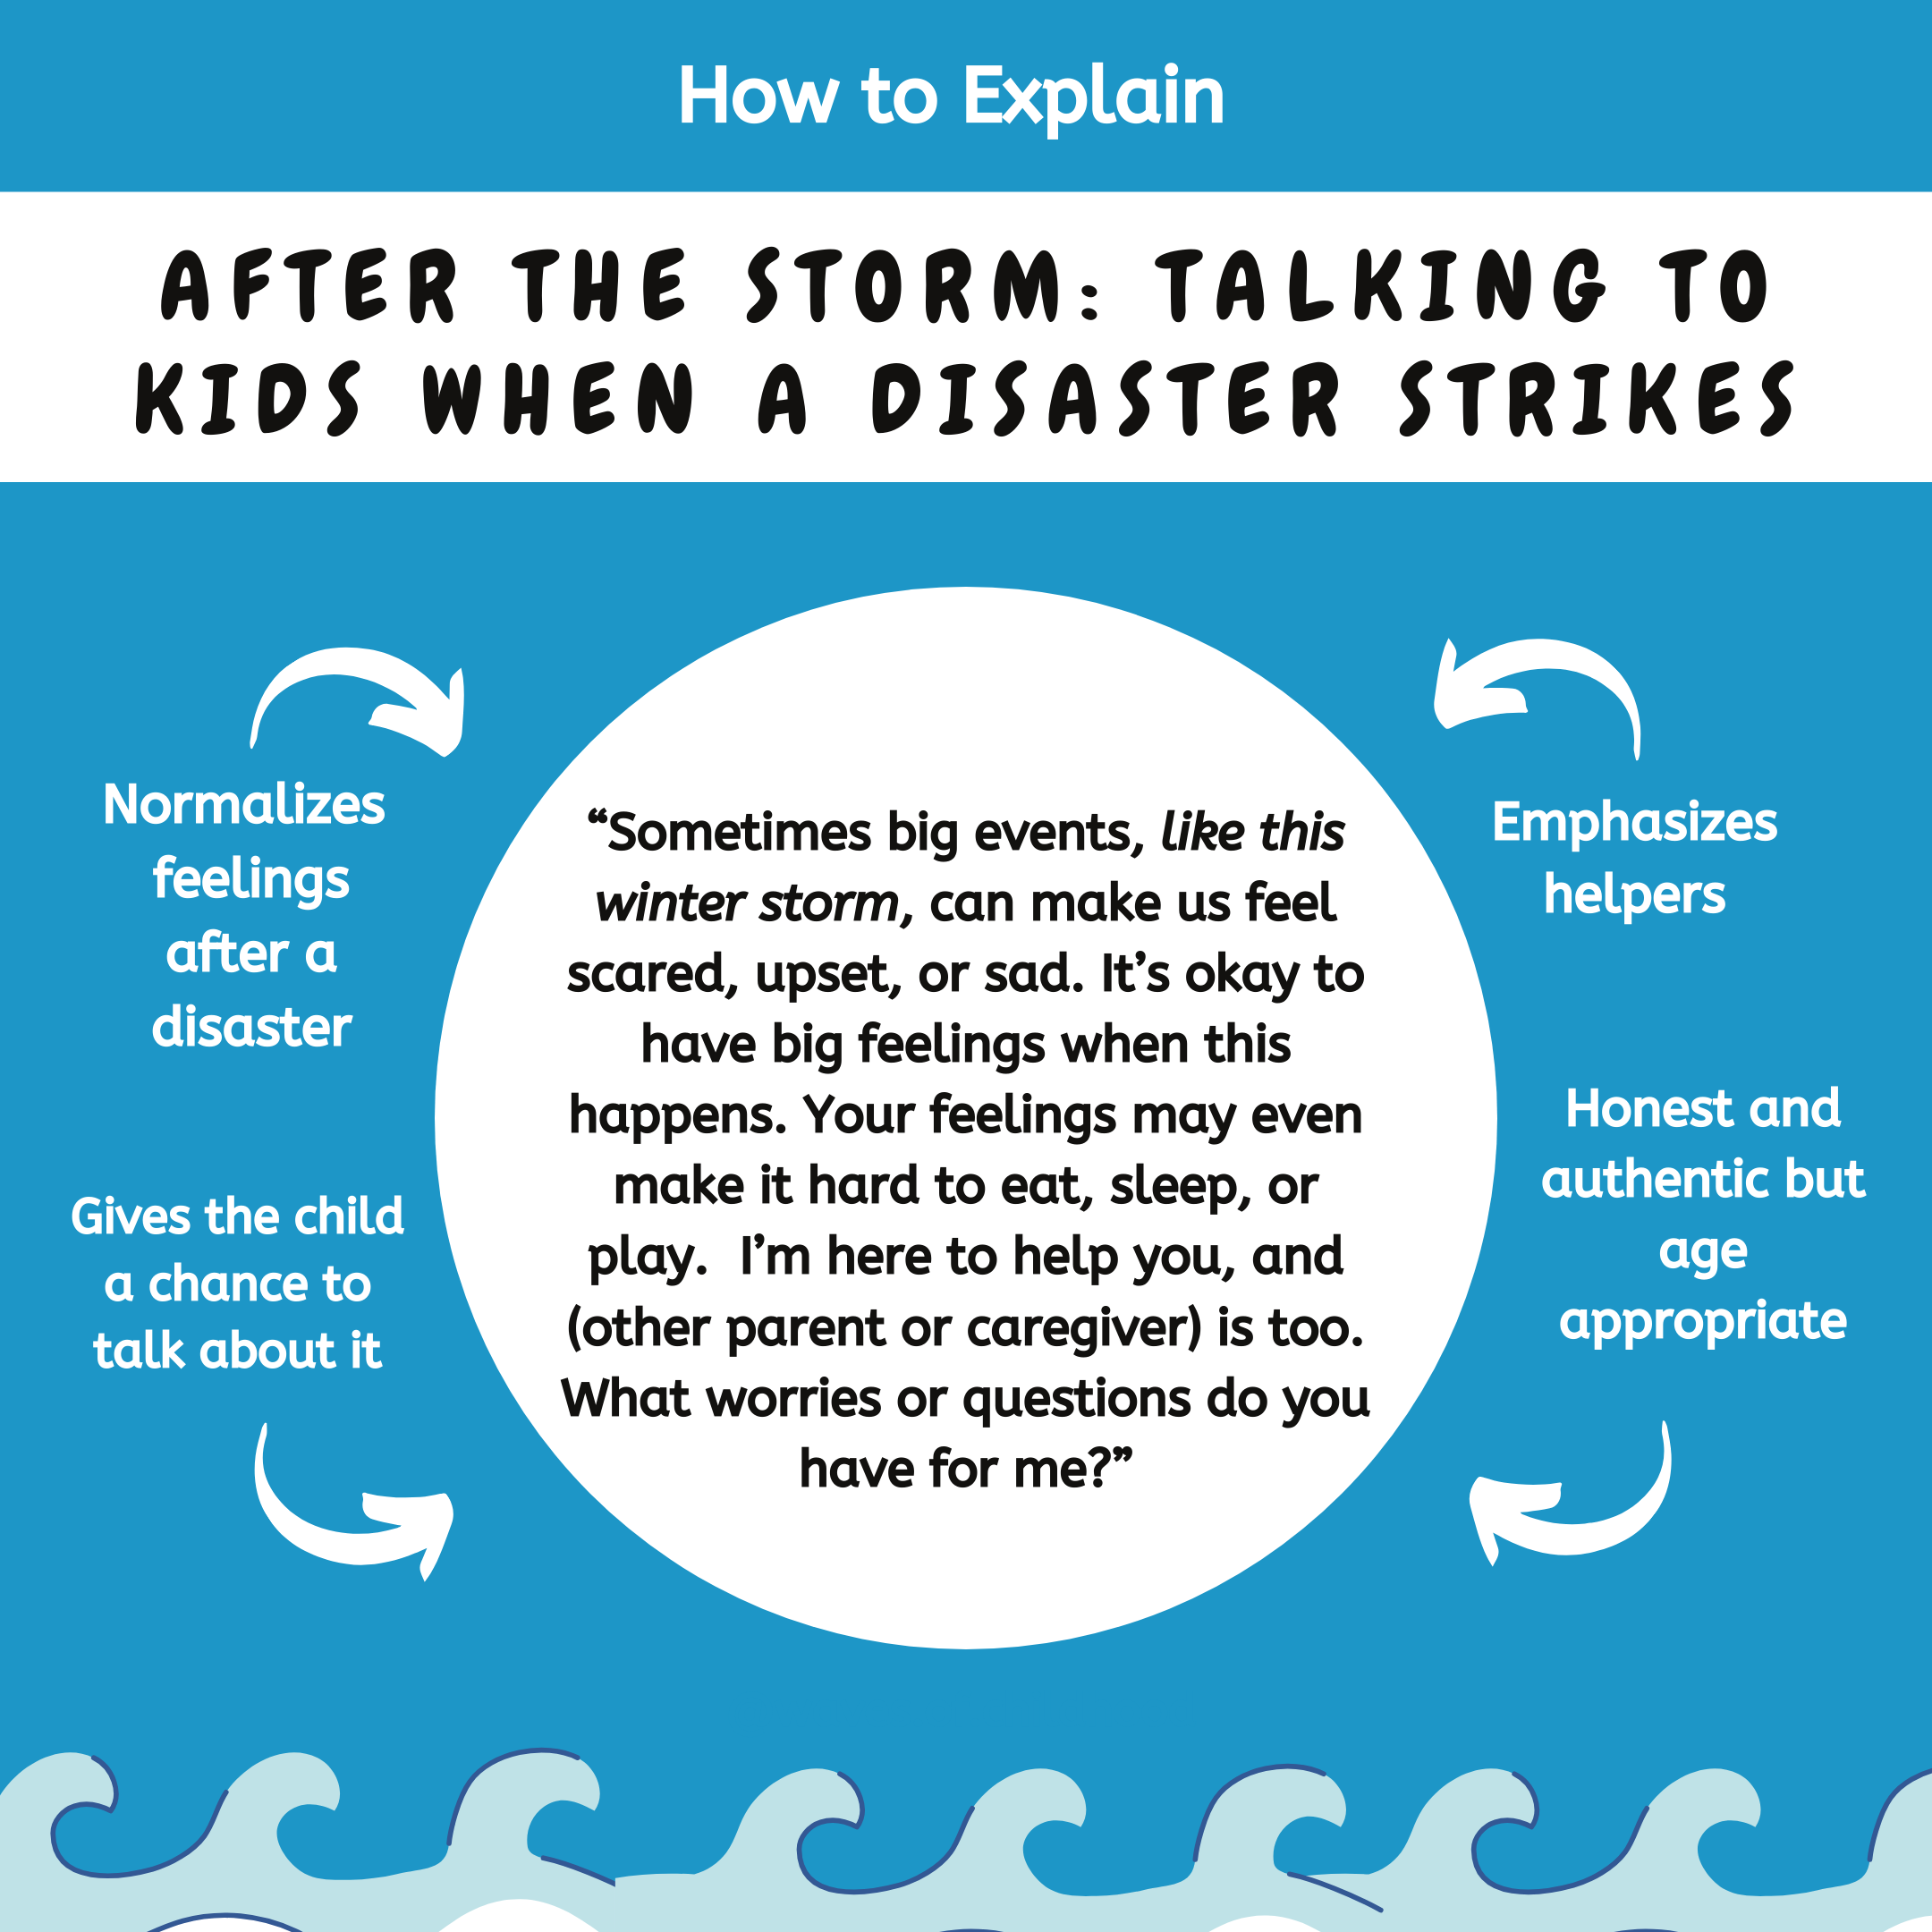 How to Explain
AFTER THE STORM: TALKING TO
KIDS WHEN A DISASTER STRIKES
Normalizes
feelings
after a
disaster
Gives the child
a chance to
talk about it
“Sometimes big events, like this
winter storm, can make us feel
scared, upset, or sad. It’s okay to
have big feelings when this
happens. Your feelings may even
make it hard to eat, sleep, or
play.  I’m here to help you, and
(other parent or caregiver) is too.
What worries or questions do you
have for me?”
Emphasizes
helpers
Honest and
authentic but
age
appropriate